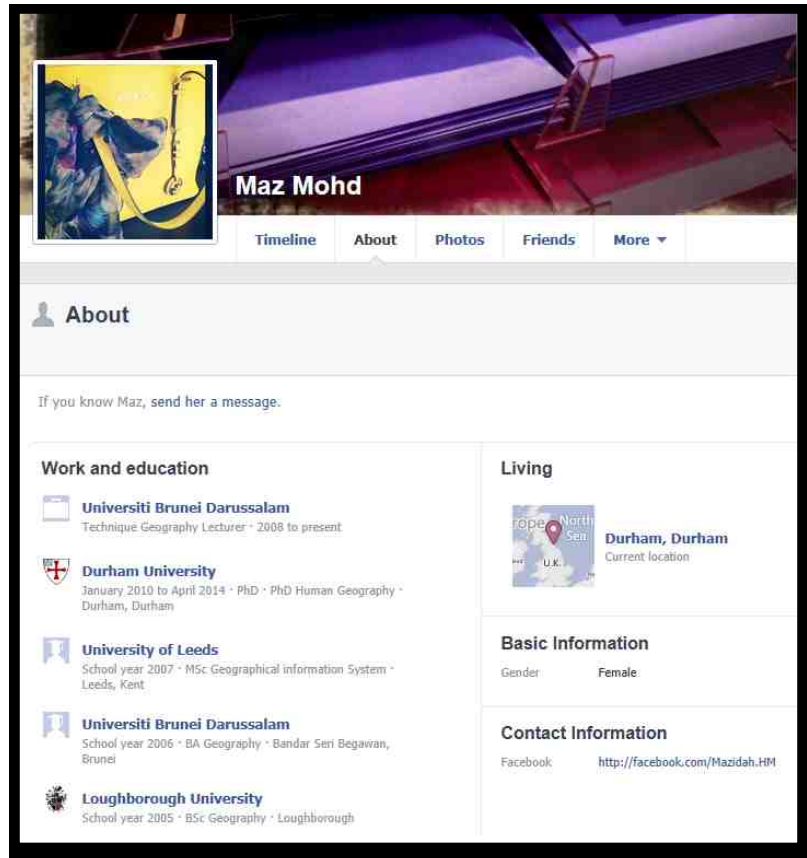 Maz Mohd
Timeline About Photos Friends More
About
If you know Maz, send her a message.
Work and education
Universiti Brunei Darussalam
Technique Geography Lecturer · 2008 to present
Durham University
January 2010 to April 2014 · PhD · PhD Human Geography ·
Durham, Durham
University of Leeds
School year 2007 · MSc Geographical information System ·
Leeds, Kent
Universiti Brunei Darussalam
School year 2006 · BA Geography · Bandar Seri Begawan,
Brunei
Loughborough University
School year 2005 · BSc Geography · Loughborough
Living
rope North
Sea
U.K.
Durham, Durham
Current location
Basic Information
Gender Female
Contact Information
Facebook http://facebook.com/Mazidah.HM